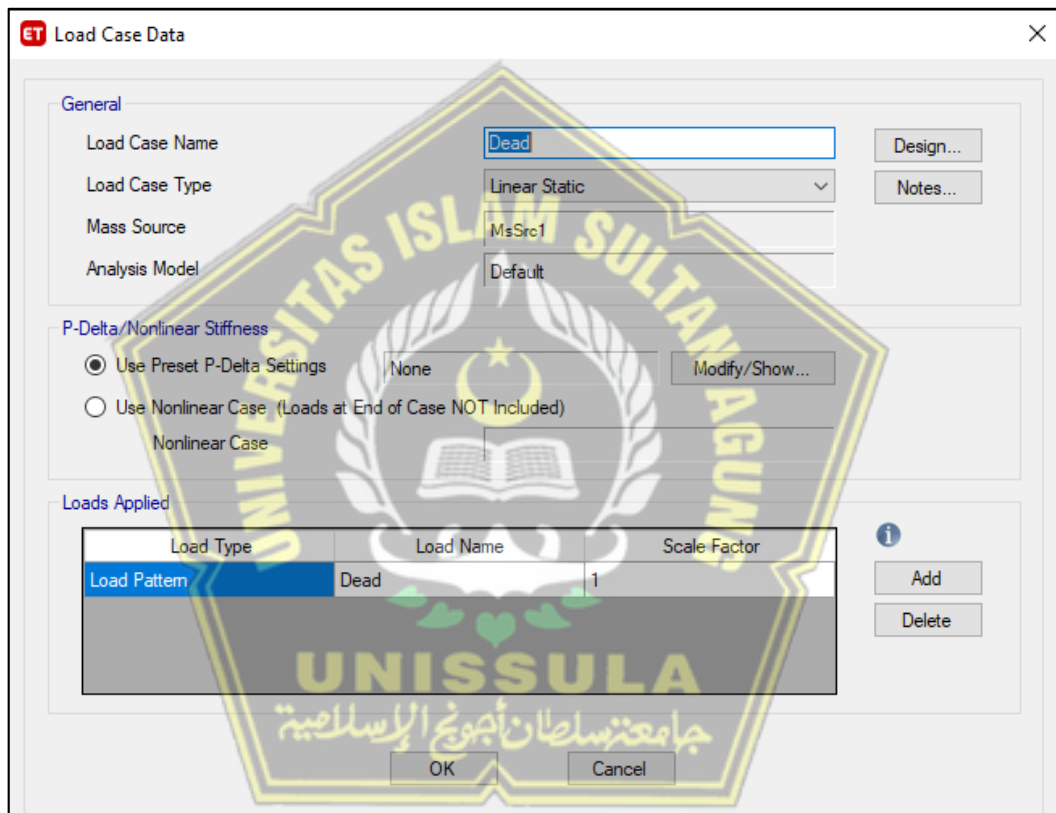 ET Load Case Data
General
Load Case Name Dead Design...
Load Case Type Linear Static Notes...
Mass Source MsSrc1
Analysis Model Default
P-Delta/Nonlinear Stiffness
Use Preset P-Delta Settings None Modify/Show...
Use Nonlinear Case (Loads at End of Case NOT Included)
Nonlinear Case
Loads Applied
Load Type Load Name Scale Factor
Load Pattern Dead 1
Add
Delete
OK Cancel
UNIVERSITAS ISLAM SULTAN AGUNG
UNISSULA
جامعة سلطان أجونج الإسلامية